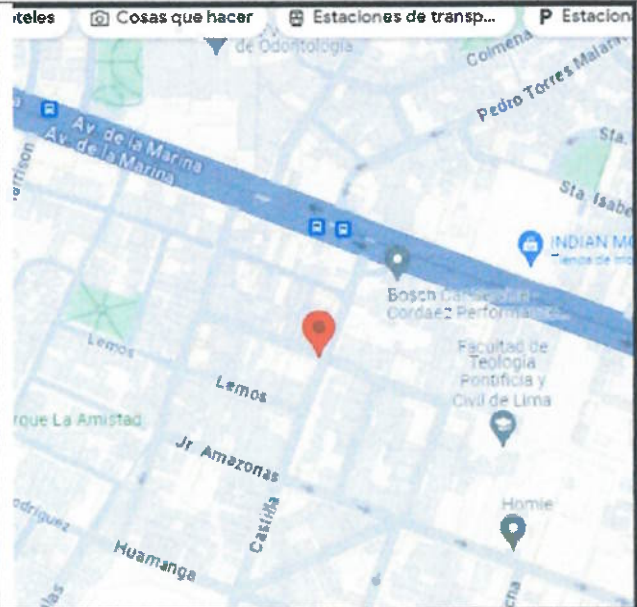 teles
Cosas que hacer
Estaciones de transp...
P Estacion
de Odontología
Colmena
Pedro Torres Malara
Av. de la Marina
Av. de la Marina
Sta.
Sta. Isabe
INDIAN M
Bosch
Cordaez Performance
Facultad de
Teología
Pontificia y
Civil de Lima
Lemos
Lemos
rque La Amistad
Jr. Amazonas
Castilla
Homie
odriguez
Huamanga